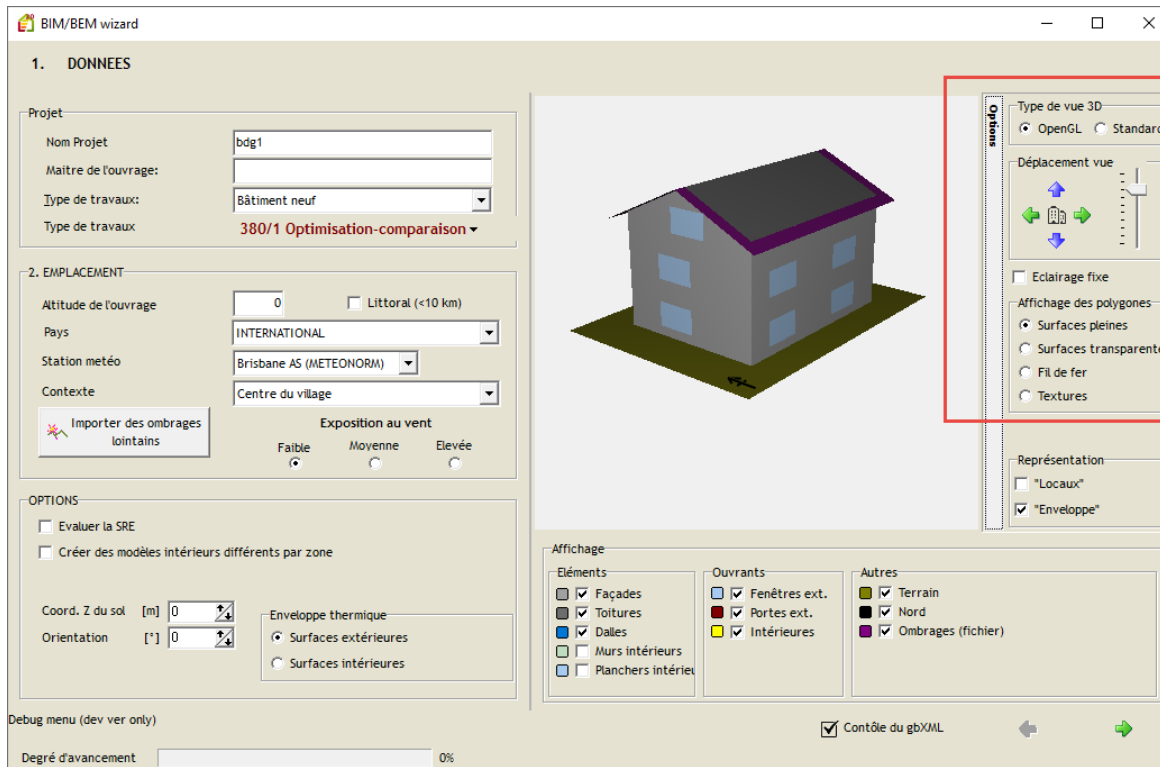 BIM/BEM wizard
1. DONNEES
Projet
Nom Projet bdg1
Maitre de l'ouvrage:
Type de travaux: Bâtiment neuf
Type de travaux 380/1 Optimisation-comparaison
2. EMPLACEMENT
Altitude de l'ouvrage 0 Littoral (<10 km)
Pays INTERNATIONAL
Station metéo Brisbane AS (METEONORM)
Contexte Centre du village
Importer des ombrages
lointains
Exposition au vent
Faible Moyenne Elevée
OPTIONS
Evaluer la SRE
Créer des modèles intérieurs différents par zone
Coord. Z du sol [m] 0
Orientation [°] 0
Enveloppe thermique
Surfaces extérieures
Surfaces intérieures
Debug menu (dev ver only)
Degré d'avancement 0%
Options
Type de vue 3D
OpenGL Standard
Déplacement vue
Eclairage fixe
Affichage des polygones
Surfaces pleines
Surfaces transparente
Fil de fer
Textures
Représentation
"Locaux"
"Enveloppe"
Affichage
Eléments
Façades
Toitures
Dalles
Murs intérieurs
Planchers intérieu
Ouvrants
Fenêtres ext.
Portes ext.
Intérieures
Autres
Terrain
Nord
Ombrages (fichier)
Contôle du gbXML